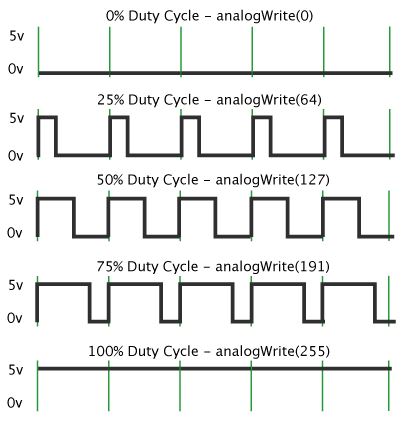 0% Duty Cycle – analogWrite(0)
5v
0v
25% Duty Cycle – analogWrite(64)
5v
0v
50% Duty Cycle – analogWrite(127)
5v
0v
75% Duty Cycle – analogWrite(191)
5v
0v
100% Duty Cycle – analogWrite(255)
5v
0v